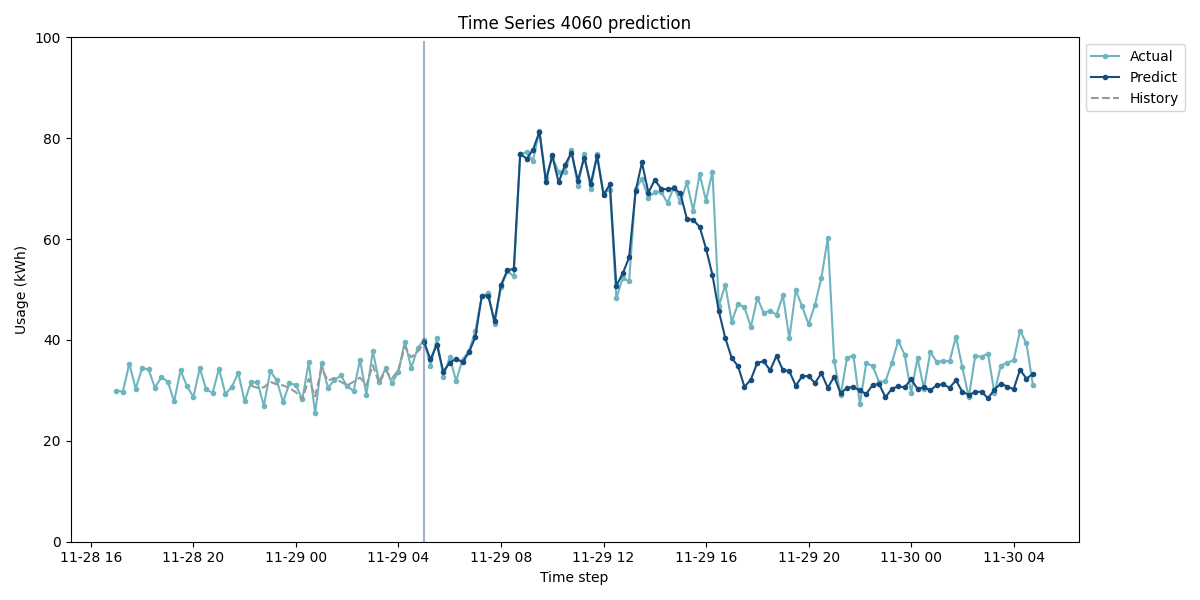 Time Series 4060 prediction
100
80
60
40
20
0
Usage (kWh)
11-28 16
11-28 20
11-29 00
11-29 04
11-29 08
11-29 12
11-29 16
11-29 20
11-30 00
11-30 04
Time step
Actual
Predict
History